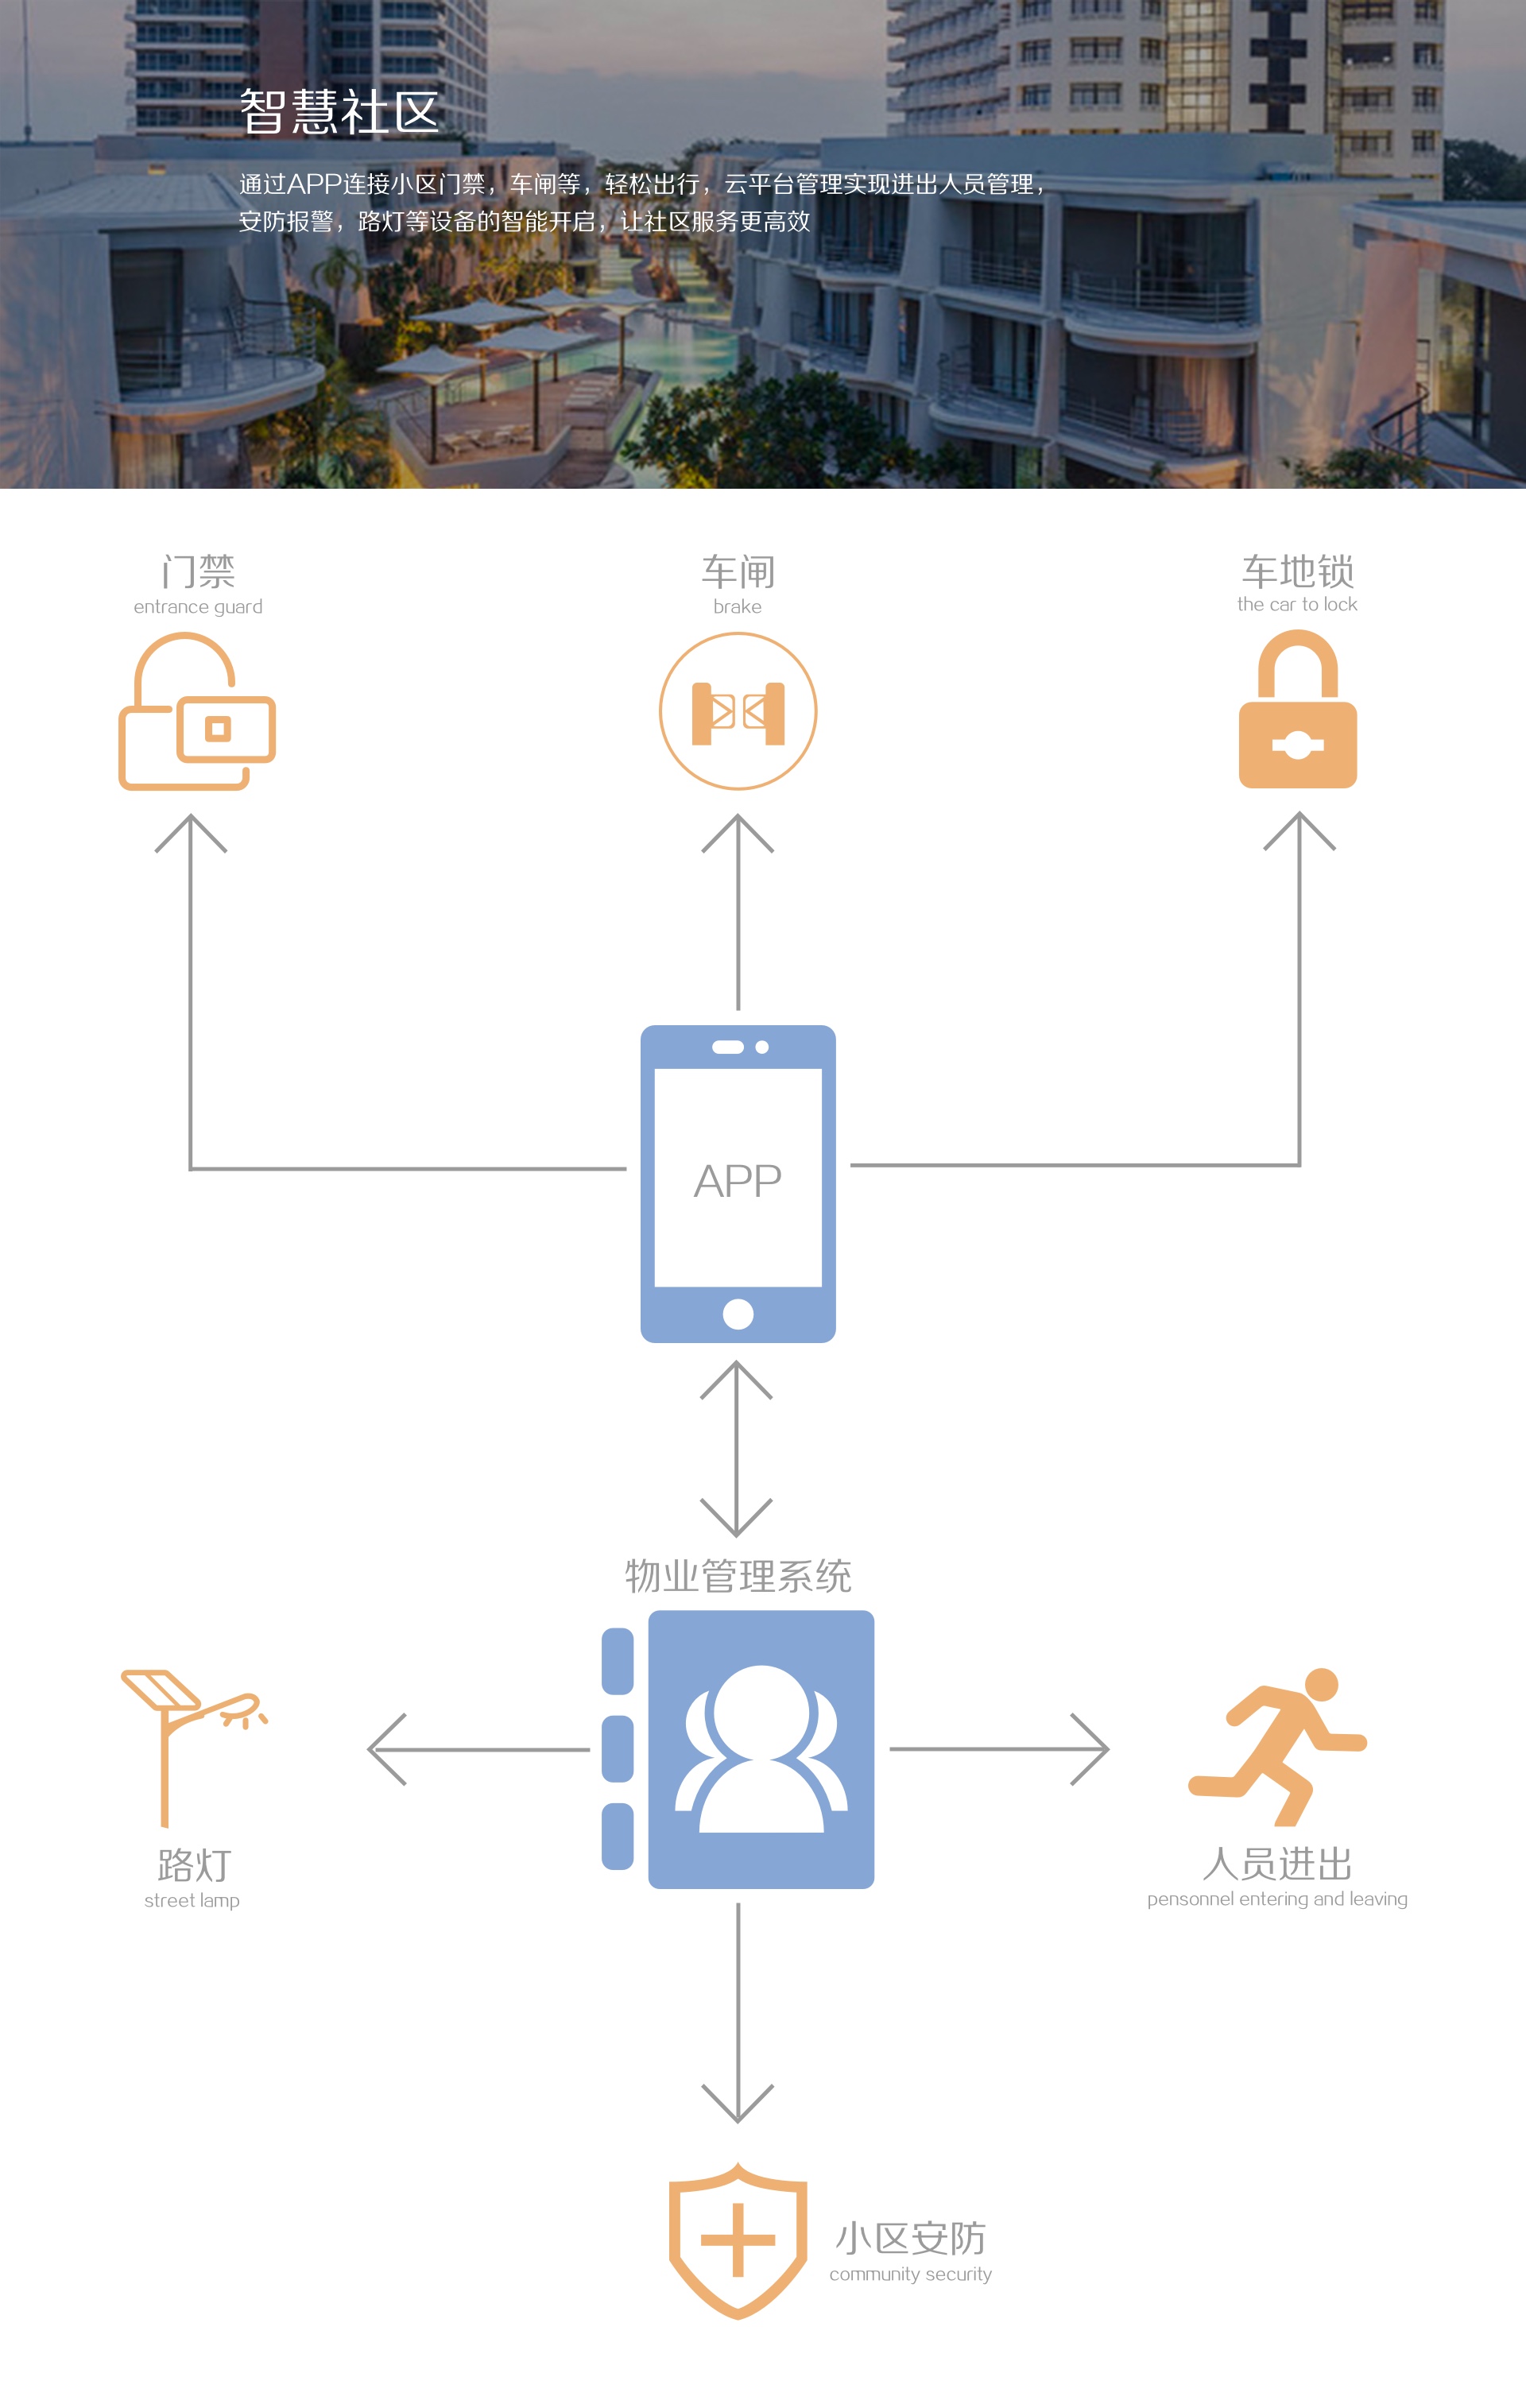 智慧社区
通过APP连接小区门禁，车闸等，轻松出行，云平台管理实现进出人员管理，
安防报警，路灯等设备的智能开启，让社区服务更高效
门禁
entrance guard
车闸
brake
车地锁
the car to lock
APP
物业管理系统
路灯
street lamp
人员进出
pensonnel entering and leaving
小区安防
community security